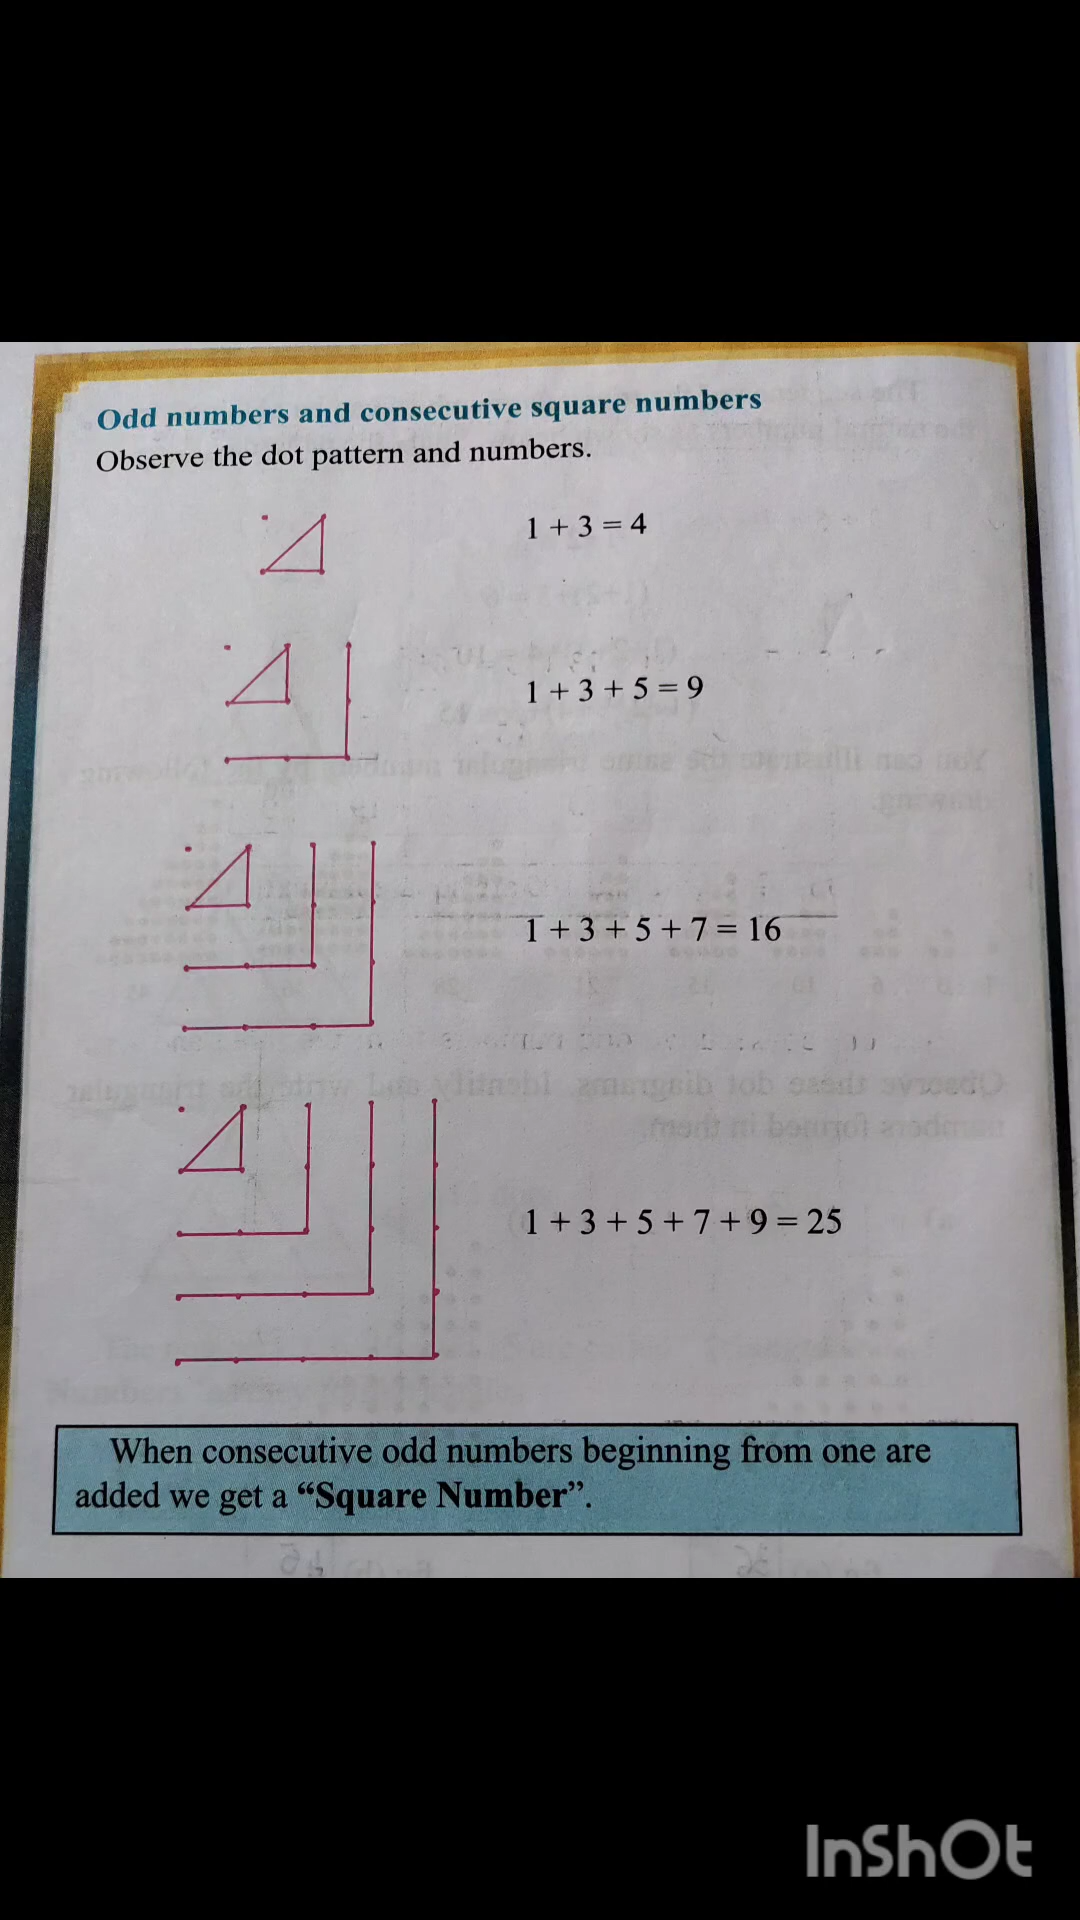 Odd numbers and consecutive square numbers
Observe the dot pattern and numbers.
1 + 3 = 4
1 + 3 + 5 = 9
1 + 3 + 5 + 7 = 16
1 + 3 + 5 + 7 + 9 = 25
When consecutive odd numbers beginning from one are
added we get a “Square Number”.
InShOt